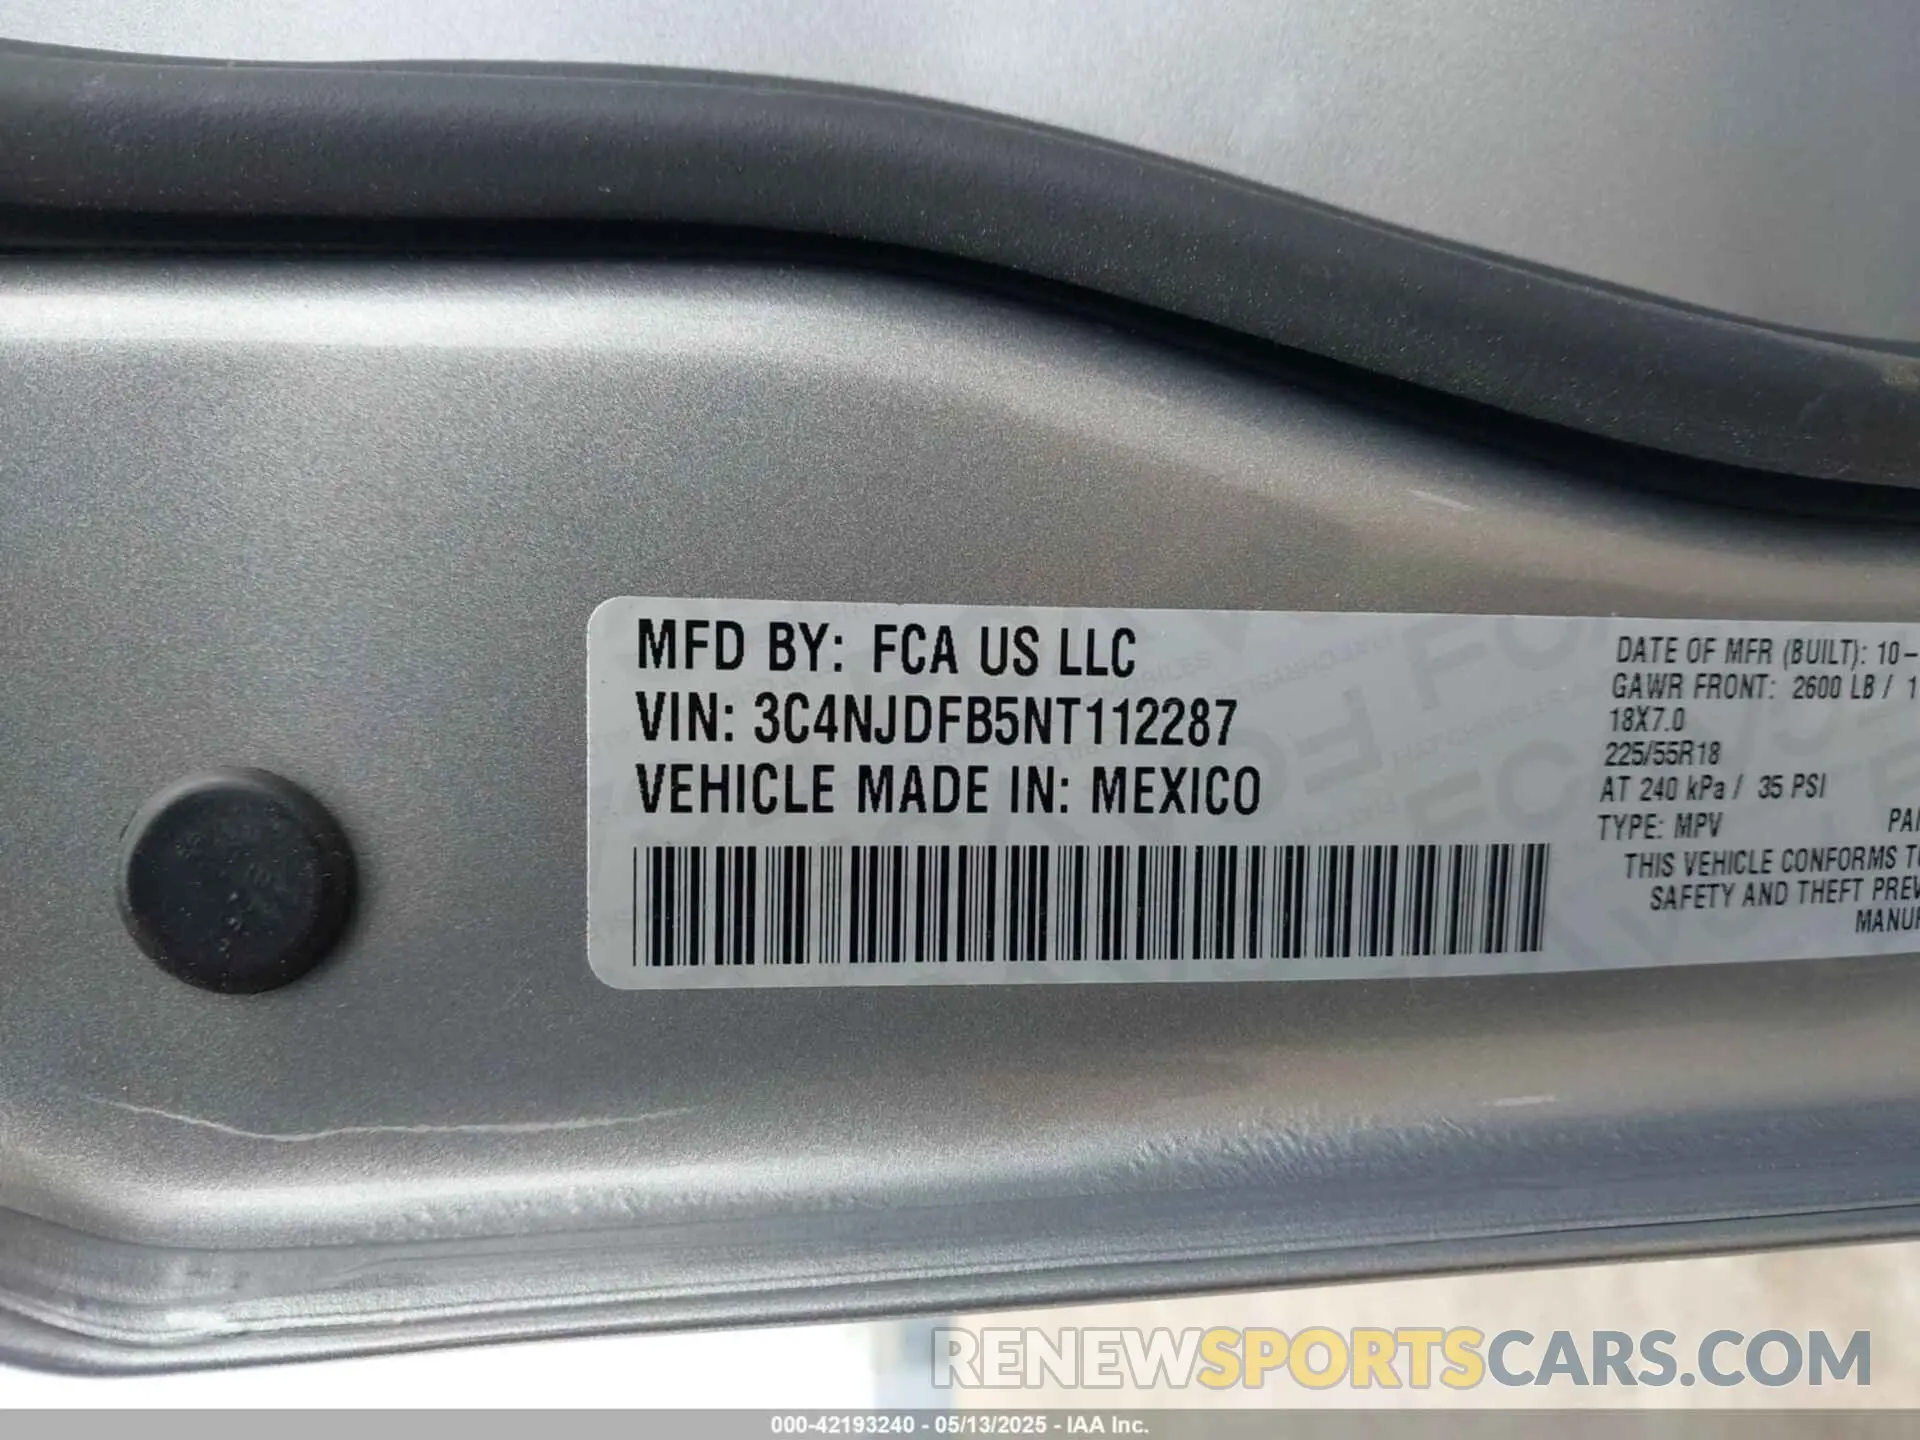 MFD BY: FCA US LLC
VIN: 3C4NJDFB5NT112287
VEHICLE MADE IN: MEXICO
DATE OF MFR (BUILT): 10-
GAWR FRONT: 2600 LB / 1
18X7.0
225/55R18
AT 240 kPa / 35 PSI
TYPE: MPV
THIS VEHICLE CONFORMS
SAFETY AND THEFT
RENEWSPORTSCARS.COM
000-42193240 - 05/13/2025 - IAA Inc.